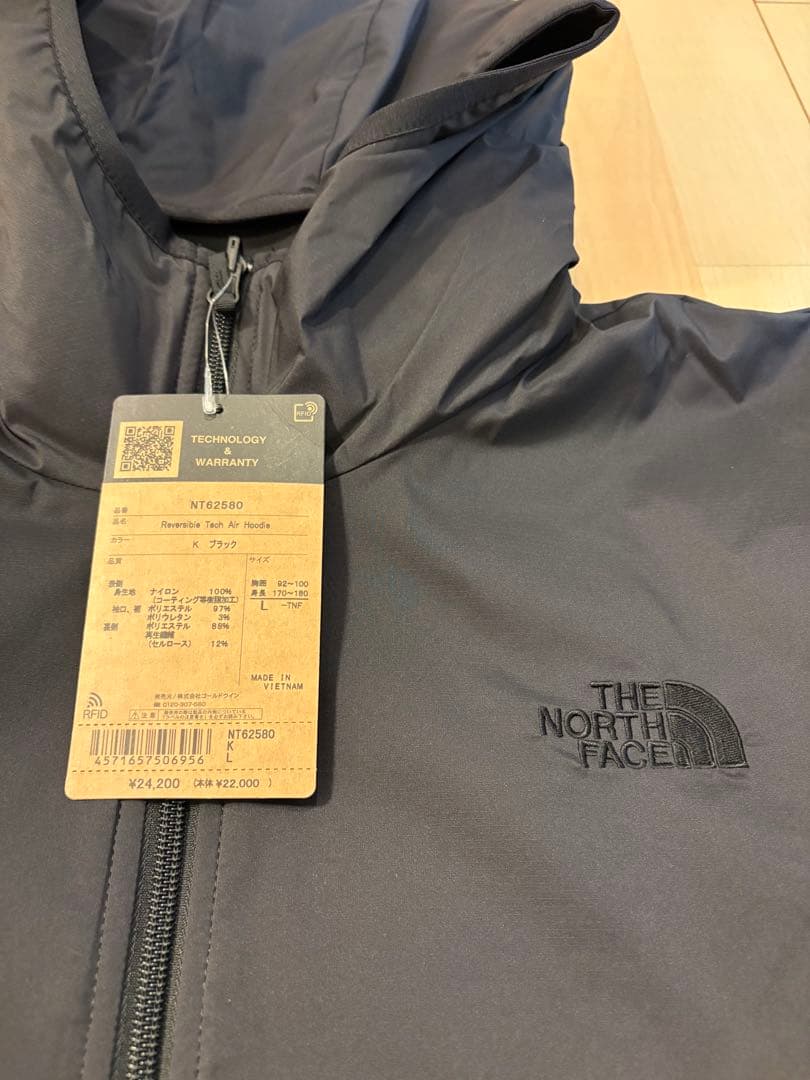 RFID
TECHNOLOGY
&
WARRANTY
品番 NT62580
品名 Reversible Tech Air Hoodie
カラー K ブラック
品質 サイズ
表側
身生地 ナイロン 100%
(コーティング等樹脂加工)
袖口、裾 ポリエステル 97%
ポリウレタン 3%
裏側 ポリエステル 88%
再生繊維
(セルロース) 12%
胸囲 92~100
身長 170~180
L -TNF
MADE IN
VIETNAM
発売元/株式会社ゴールドウイン
☎ 0120-307-560
RFID
注意
NT62580
K
L
4571657506956
¥24,200 (本体 ¥22,000)
THE
NORTH
FACE